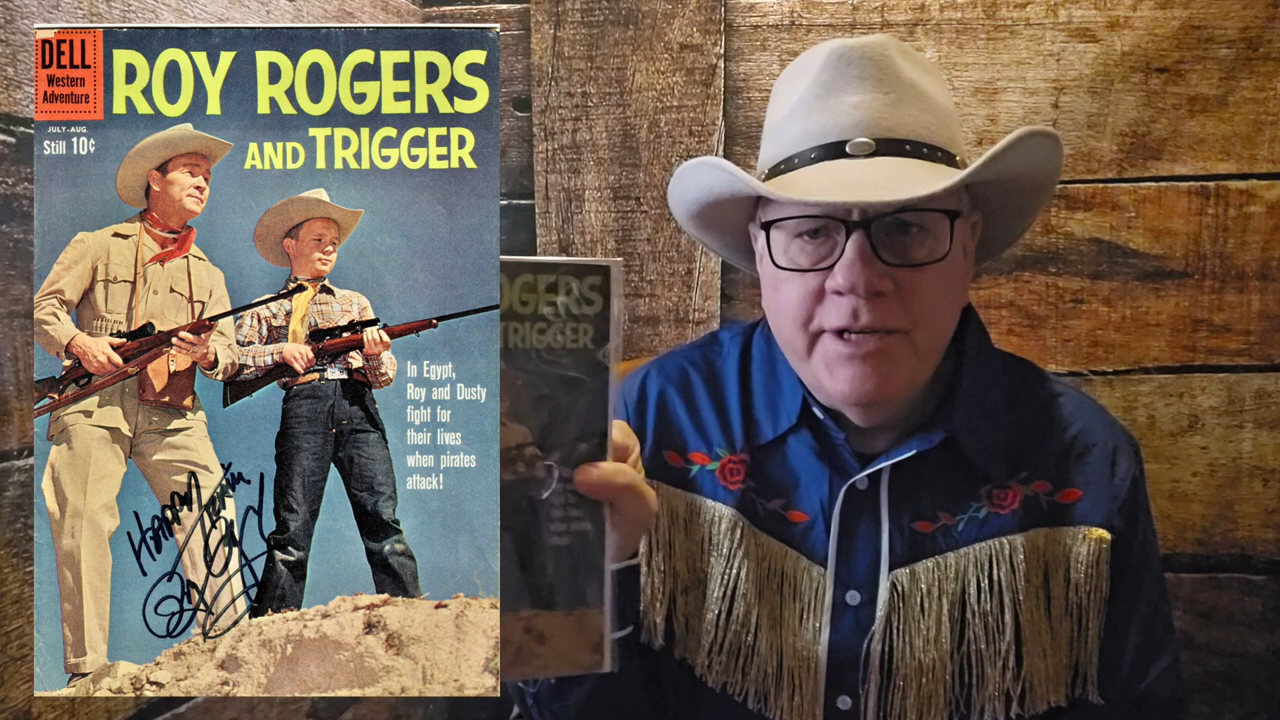 DELL
Western
Adventure
ROY ROGERS
AND TRIGGER
JULY-AUG.
Still 10¢
In Egypt,
Roy and Dusty
fight for
their lives
when pirates
attack!
HAPPY
OGERS
TRIGGER